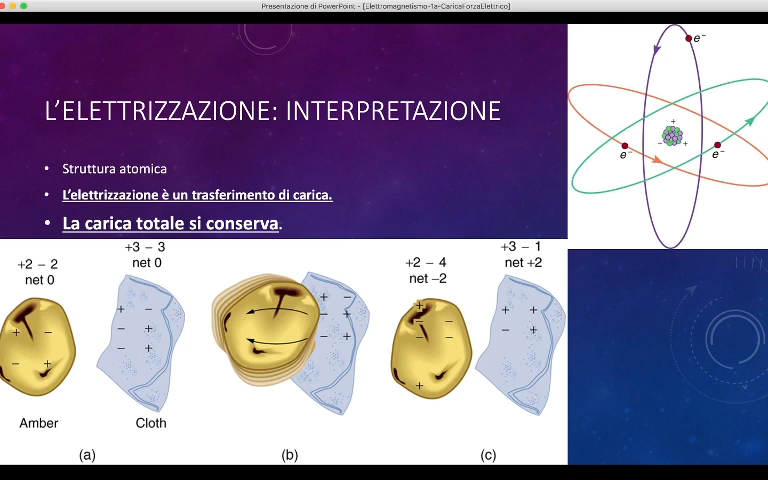 Presentazione di PowerPoint - [Elettromagnetismo-1a-CaricaForzaElettrico]
L'ELETTRIZZAZIONE: INTERPRETAZIONE
• Struttura atomica
• L'elettrizzazione è un trasferimento di carica.
• La carica totale si conserva.
e⁻
+
− +
e⁻
e⁻
+2 − 2
net 0
+3 − 3
net 0
+2 − 4
net −2
+3 − 1
net +2
+ −
− +
+ −
− +
− +
+ −
− +
− +
+
− −
− −
+
+ +
− +
Amber
Cloth
(a)
(b)
(c)